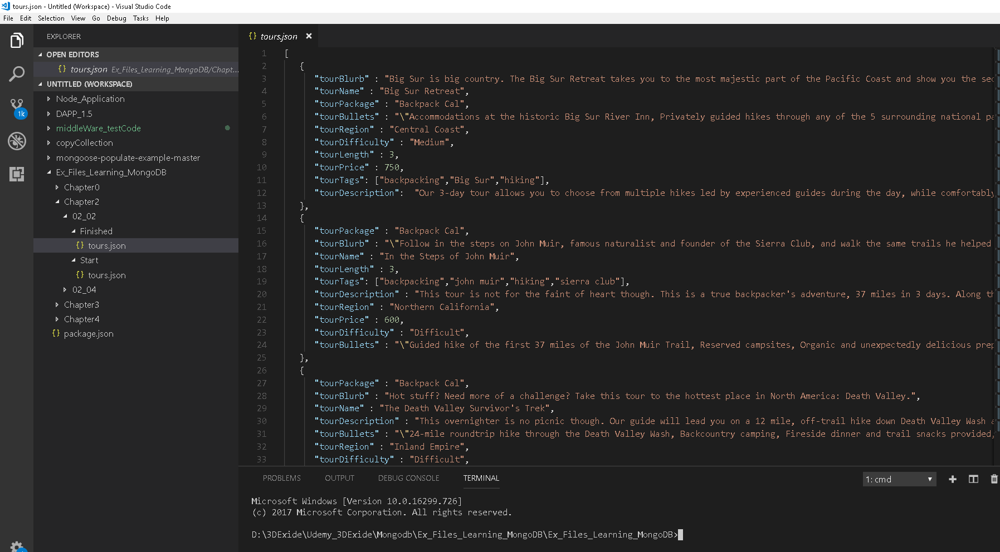 tours.json - Untitled (Workspace) - Visual Studio Code
File Edit Selection View Go Debug Tasks Help
EXPLORER
OPEN EDITORS
{} tours.json Ex_Files_Learning_MongoDB/Chapt...
UNTITLED (WORKSPACE)
Node_Application
DAPP_1.5
1k
middleWare_testCode
copyCollection
mongoose-populate-example-master
Ex_Files_Learning_MongoDB
Chapter0
Chapter2
02_02
Finished
{} tours.json
Start
{} tours.json
02_04
Chapter3
Chapter4
{} package.json
{} tours.json ×
1 [
2 {
3 "tourBlurb" : "Big Sur is big country. The Big Sur Retreat takes you to the most majestic part of the Pacific Coast and show you the sec
4 "tourName" : "Big Sur Retreat",
5 "tourPackage" : "Backpack Cal",
6 "tourBullets" : "\"Accommodations at the historic Big Sur River Inn, Privately guided hikes through any of the 5 surrounding national pa
7 "tourRegion" : "Central Coast",
8 "tourDifficulty" : "Medium",
9 "tourLength" : 3,
10 "tourPrice" : 750,
11 "tourTags": ["backpacking","Big Sur","hiking"],
12 "tourDescription":  "Our 3-day tour allows you to choose from multiple hikes led by experienced guides during the day, while comfortably
13 },
14 {
15 "tourPackage" : "Backpack Cal",
16 "tourBlurb" : "\"Follow in the steps on John Muir, famous naturalist and founder of the Sierra Club, and walk the same trails he helped
17 "tourName" : "In the Steps of John Muir",
18 "tourLength" : 3,
19 "tourTags": ["backpacking","john muir","hiking","sierra club"],
20 "tourDescription" : "This tour is not for the faint of heart though. This is a true backpacker's adventure, 37 miles in 3 days. Along th
21 "tourRegion" : "Northern California",
22 "tourPrice" : 600,
23 "tourDifficulty" : "Difficult",
24 "tourBullets" : "\"Guided hike of the first 37 miles of the John Muir Trail, Reserved campsites, Organic and unexpectedly delicious prep
25 },
26 {
27 "tourPackage" : "Backpack Cal",
28 "tourBlurb" : "Hot stuff? Need more of a challenge? Take this tour to the hottest place in North America: Death Valley.",
29 "tourName" : "The Death Valley Survivor's Trek",
30 "tourDescription" : "This overnighter is no picnic though. Our guide will lead you on a 12 mile, off-trail hike down Death Valley Wash a
31 "tourBullets" : "\"24-mile roundtrip hike through the Death Valley Wash, Backcountry camping, Fireside dinner and trail snacks provided,
32 "tourRegion" : "Inland Empire",
33 "tourDifficulty" : "Difficult",
PROBLEMS OUTPUT DEBUG CONSOLE TERMINAL
1: cmd
Microsoft Windows [Version 10.0.16299.726]
(c) 2017 Microsoft Corporation. All rights reserved.
D:\3DExide\Udemy_3DExide\Mongodb\Ex_Files_Learning_MongoDB\Ex_Files_Learning_MongoDB>